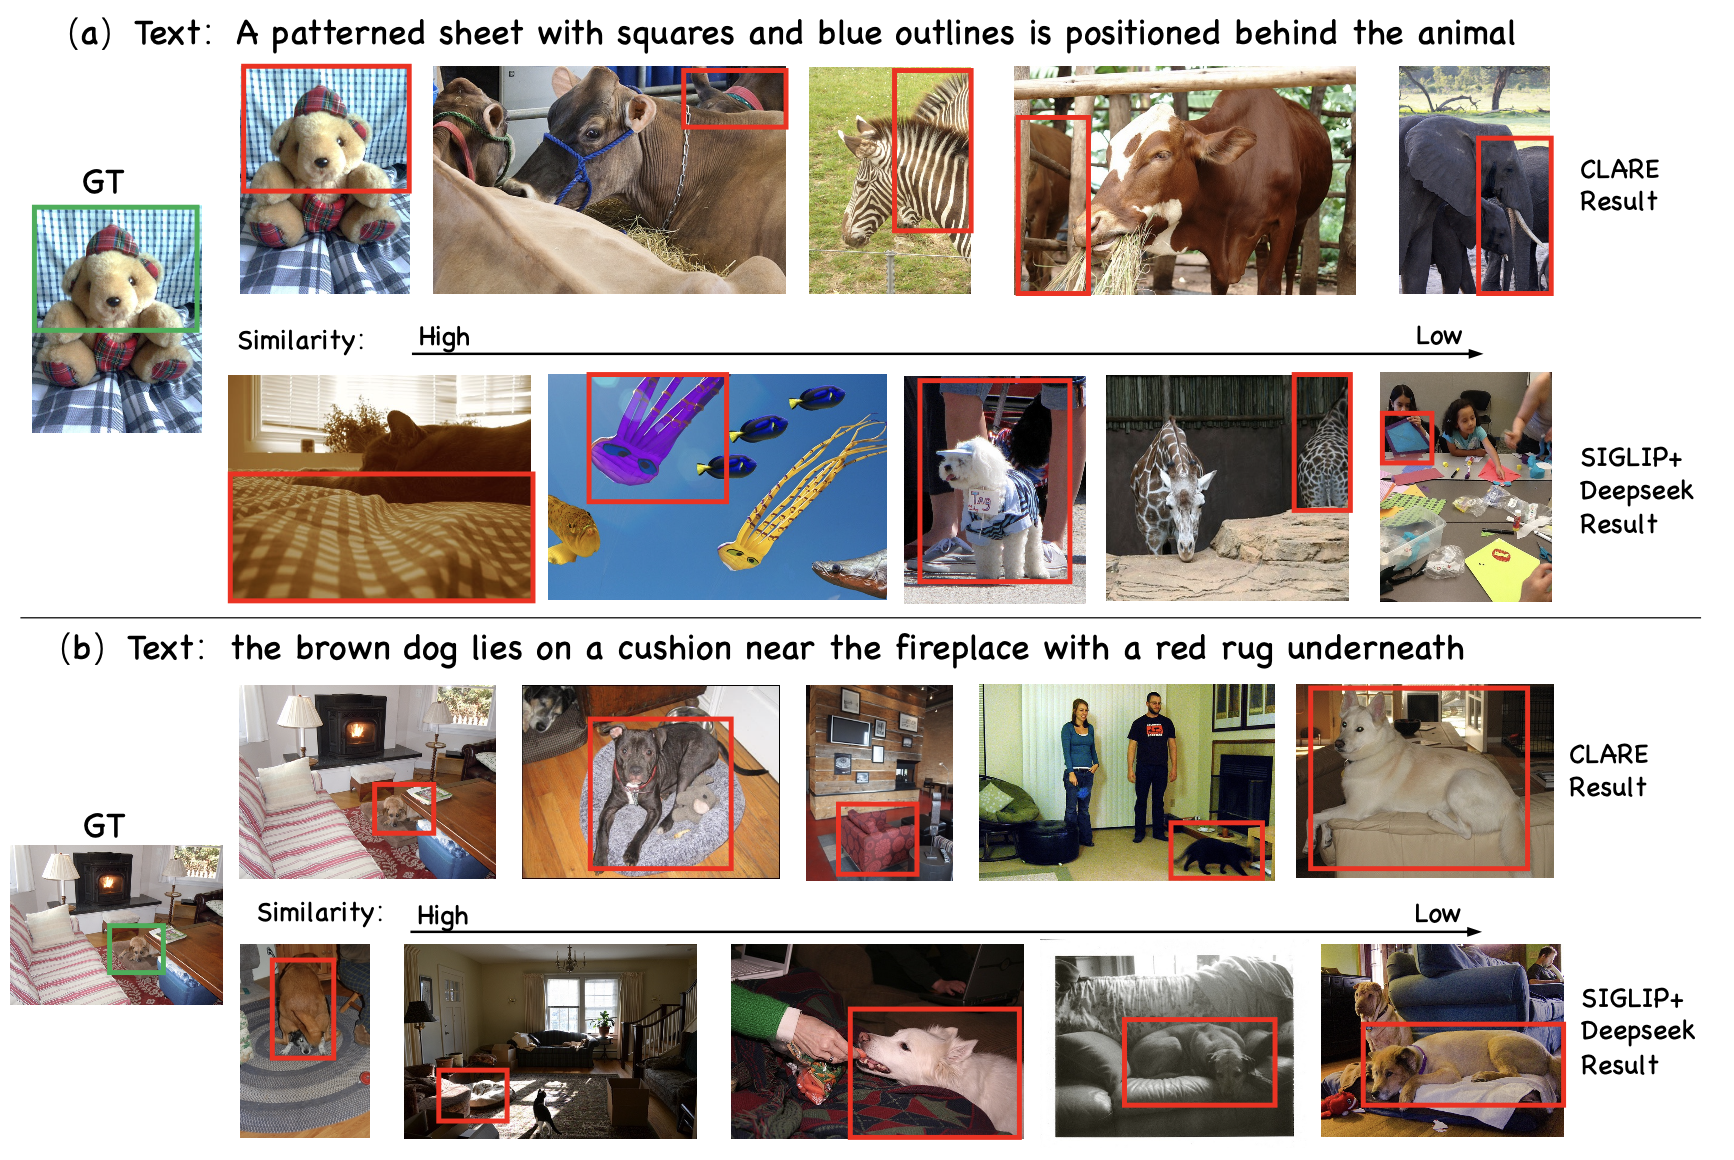 (a) Text: A patterned sheet with squares and blue outlines is positioned behind the animal
GT
CLARE
Result
Similarity:
High
Low
SIGLIP+
Deepseek
Result
(b) Text: the brown dog lies on a cushion near the fireplace with a red rug underneath
GT
CLARE
Result
Similarity:
High
Low
SIGLIP+
Deepseek
Result